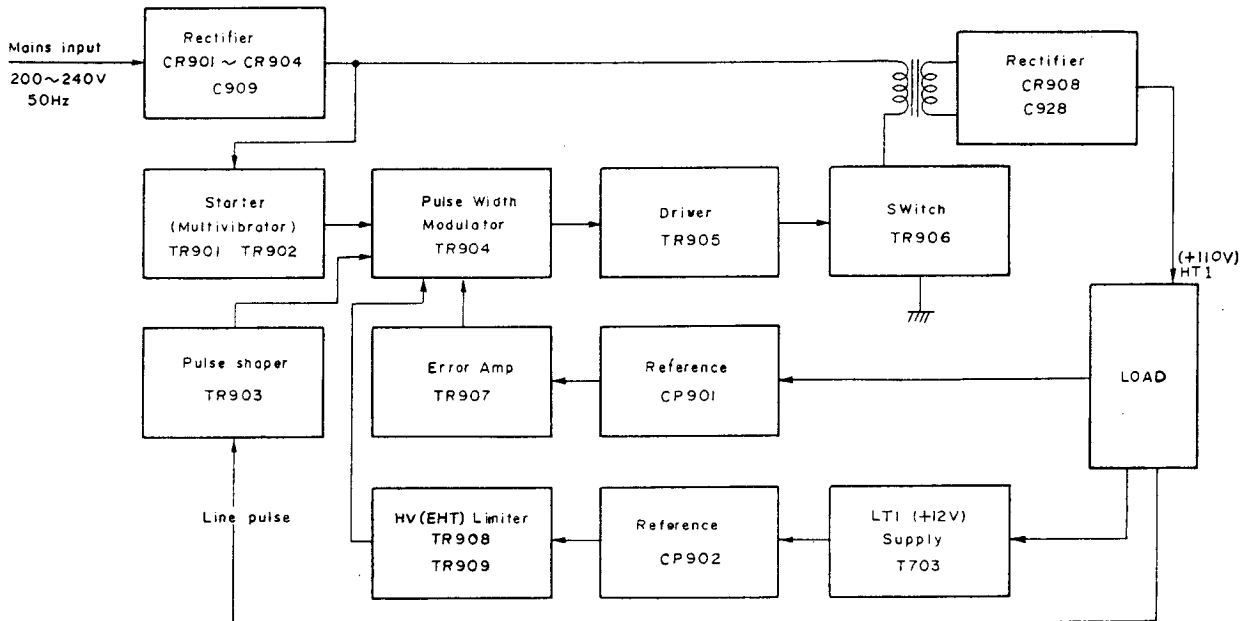 Mains input
200~240V
50Hz
Rectifier
CR901 ~ CR904
C909
Rectifier
CR908
C928
Starter
(Multivibrator)
TR901 TR902
Pulse Width
Modulator
TR904
Driver
TR905
SWitch
TR906
(+110V)
HT1
Pulse shaper
TR903
Error Amp
TR907
Reference
CP901
LOAD
Line pulse
HV(EHT) Limiter
TR908
TR909
Reference
CP902
LT1 (+12V)
Supply
T703